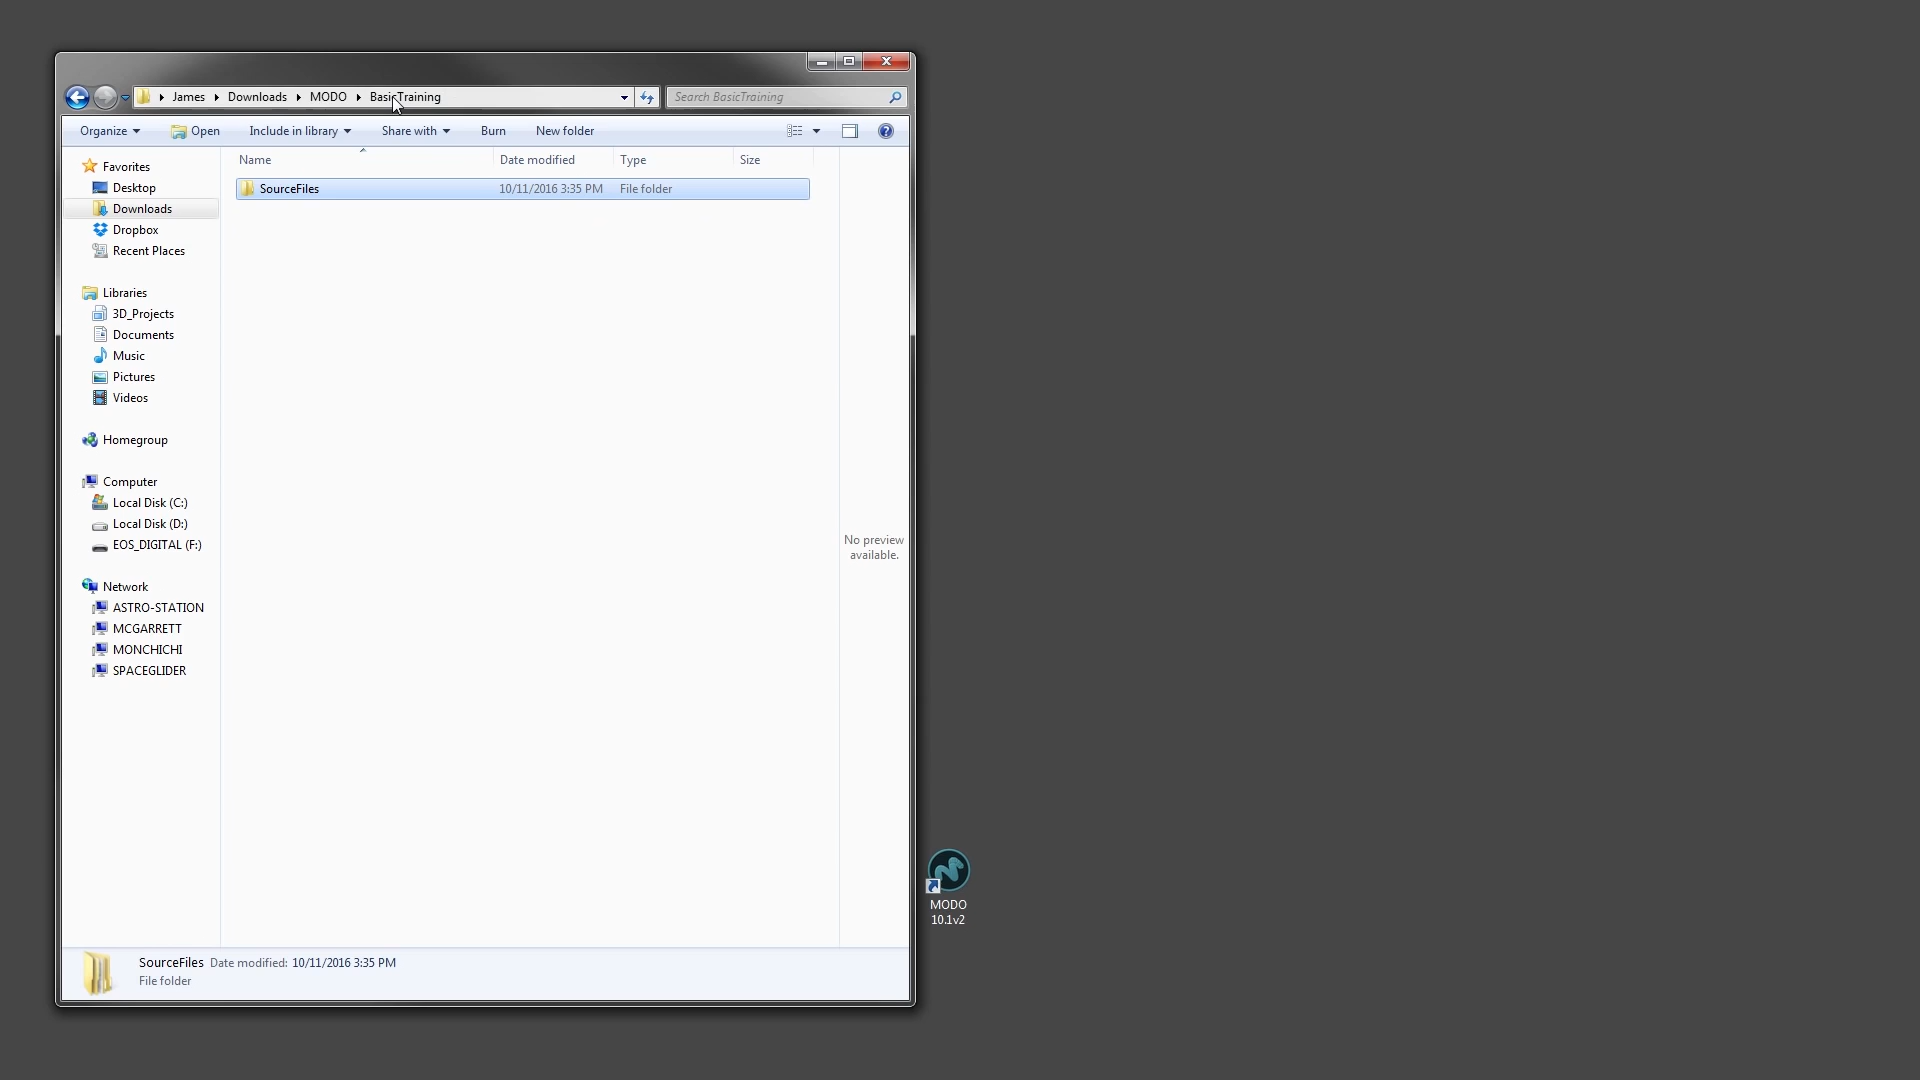 James Downloads MODO BasicTraining
Search BasicTraining
Organize Open Include in library Share with Burn New folder
Name Date modified Type Size
SourceFiles 10/11/2016 3:35 PM File folder
Favorites
Desktop
Downloads
Dropbox
Recent Places
Libraries
3D_Projects
Documents
Music
Pictures
Videos
Homegroup
Computer
Local Disk (C:)
Local Disk (D:)
EOS_DIGITAL (F:)
Network
ASTRO-STATION
MCGARRETT
MONCHICHI
SPACEGLIDER
No preview
available.
MODO
10.1v2
SourceFiles Date modified: 10/11/2016 3:35 PM
File folder